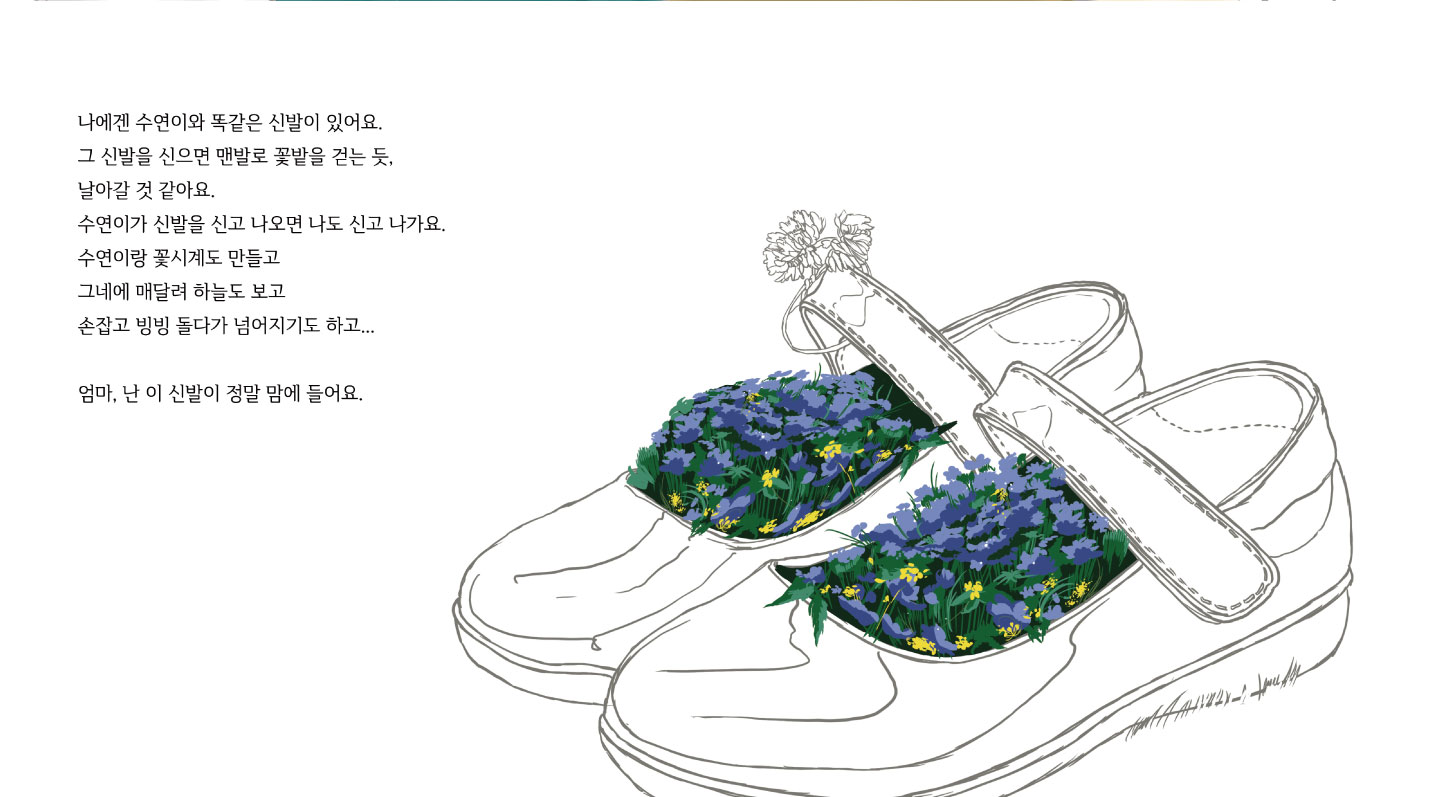 나에겐 수연이와 똑같은 신발이 있어요.
그 신발을 신으면 맨발로 꽃밭을 걷는 듯,
날아갈 것 같아요.
수연이가 신발을 신고 나오면 나도 신고 나가요.
수연이랑 꽃시계도 만들고
그네에 매달려 하늘도 보고
손잡고 빙빙 돌다가 넘어지기도 하고...
엄마, 난 이 신발이 정말 맘에 들어요.